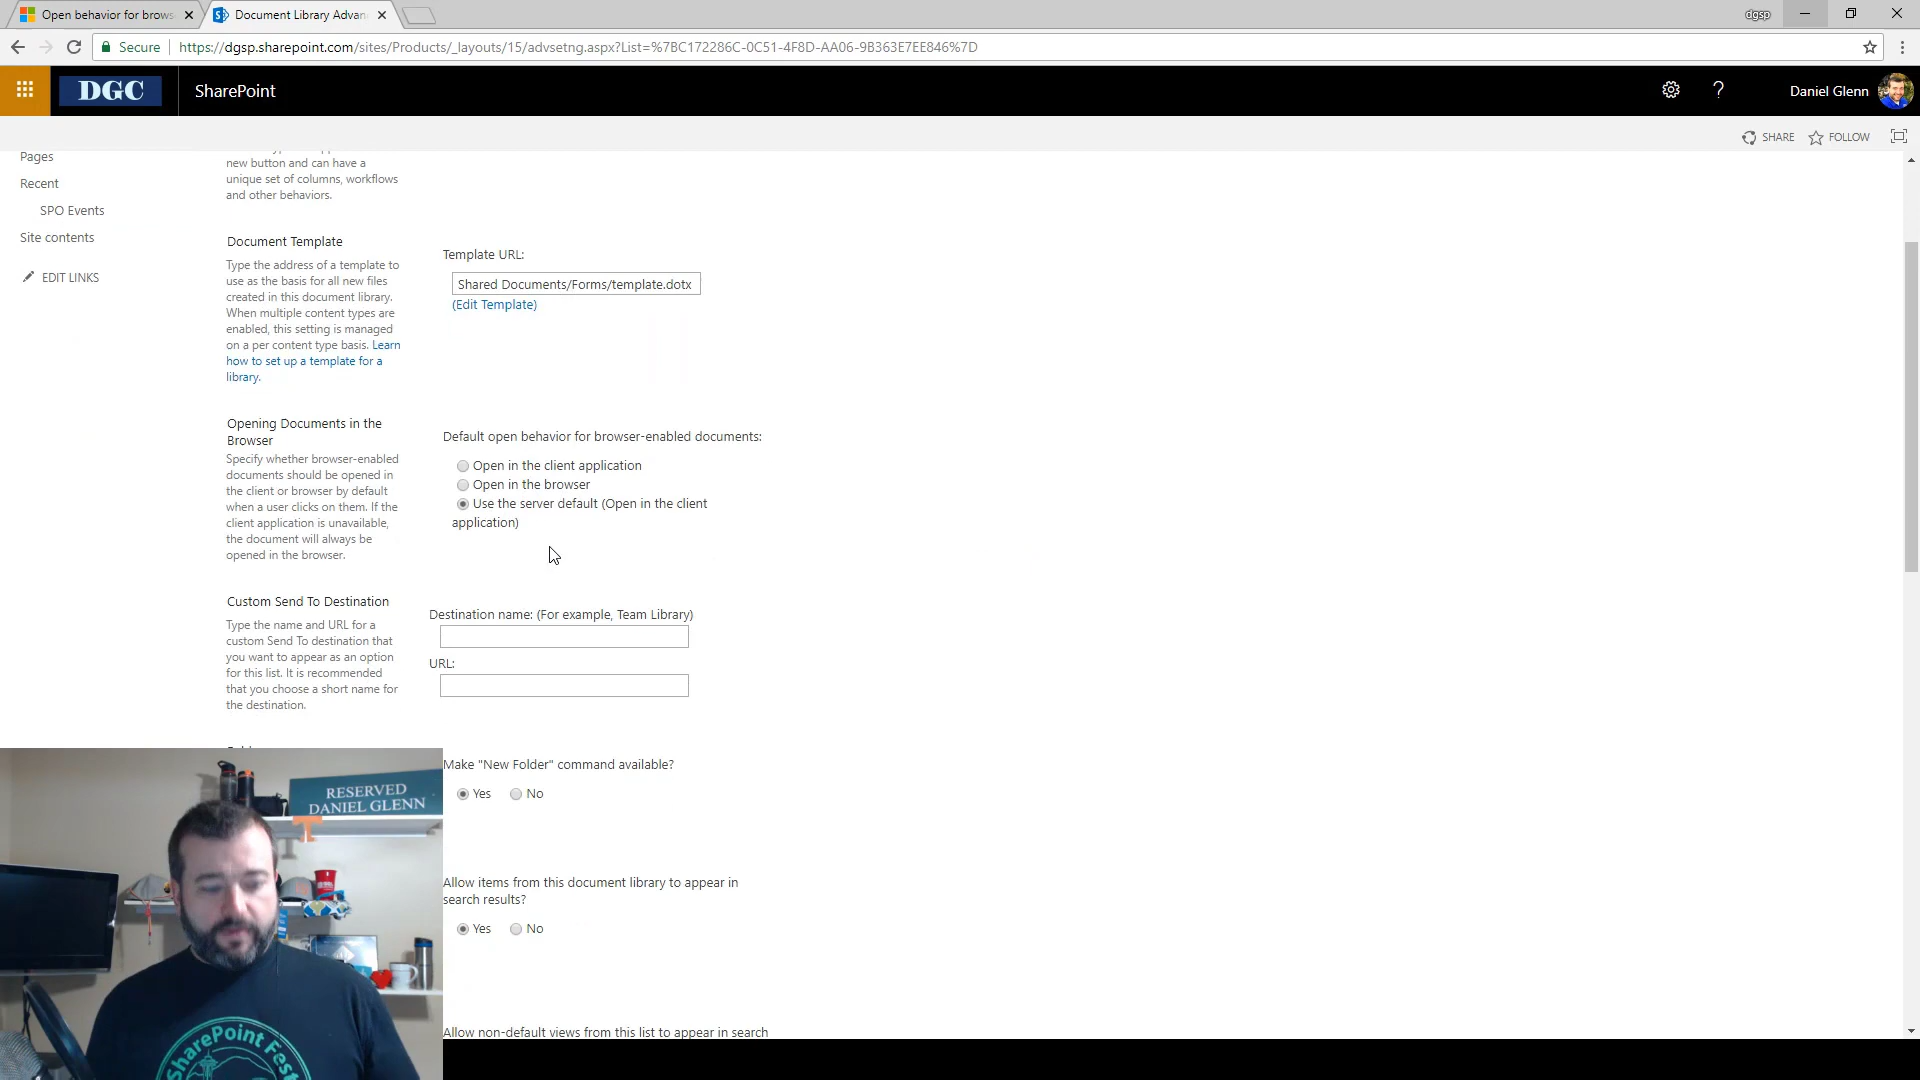 Open behavior for brows
Document Library Advan
dgsp
Secure
https://dgsp.sharepoint.com/sites/Products/_layouts/15/advsetng.aspx?List=%7BC172286C-0C51-4F8D-AA06-9B363E7EE846%7D
DGC
SharePoint
?
Daniel Glenn
SHARE
FOLLOW
Pages
Recent
SPO Events
Site contents
EDIT LINKS
new button and can have a
unique set of columns, workflows
and other behaviors.
Document Template
Type the address of a template to
use as the basis for all new files
created in this document library.
When multiple content types are
enabled, this setting is managed
on a per content type basis. Learn
how to set up a template for a
library.
Template URL:
Shared Documents/Forms/template.dotx
(Edit Template)
Opening Documents in the
Browser
Specify whether browser-enabled
documents should be opened in
the client or browser by default
when a user clicks on them. If the
client application is unavailable,
the document will always be
opened in the browser.
Default open behavior for browser-enabled documents:
Open in the client application
Open in the browser
Use the server default (Open in the client
application)
Custom Send To Destination
Type the name and URL for a
custom Send To destination that
you want to appear as an option
for this list. It is recommended
that you choose a short name for
the destination.
Destination name: (For example, Team Library)
URL:
Make "New Folder" command available?
Yes
No
Allow items from this document library to appear in
search results?
Yes
No
Allow non-default views from this list to appear in search
RESERVED
DANIEL GLENN
SharePoint Fest